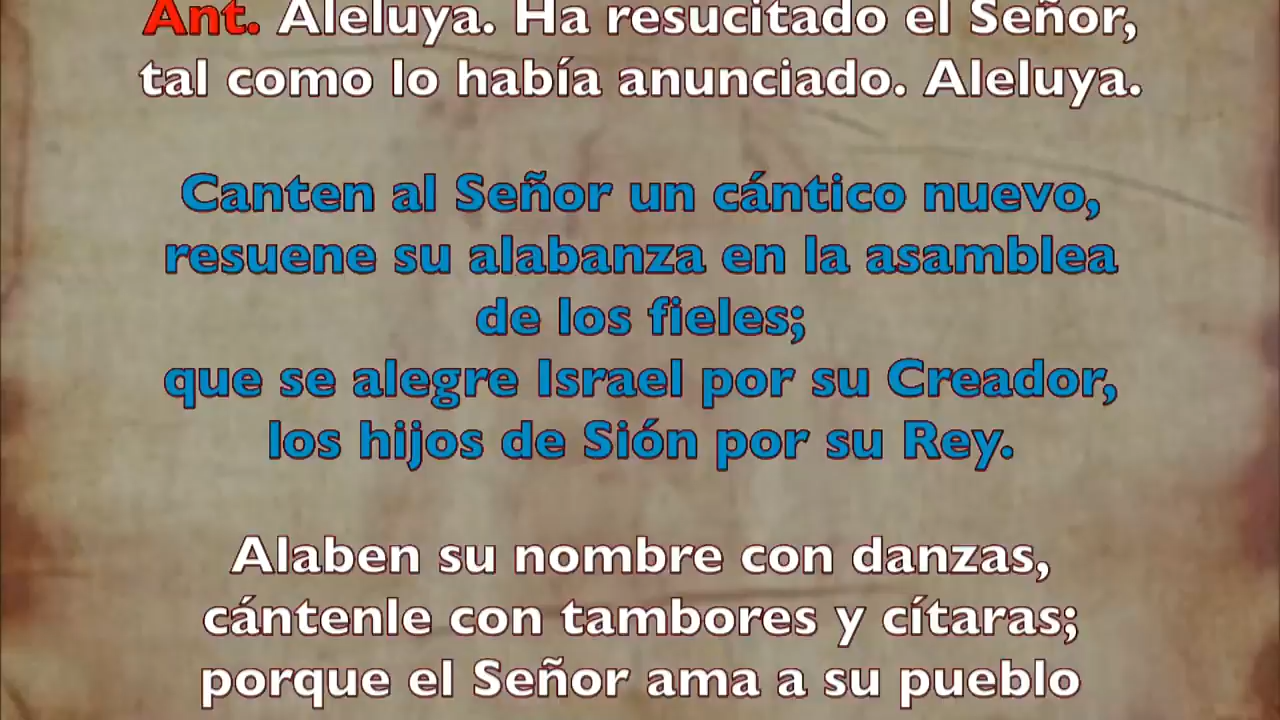 Ant. Aleluya. Ha resucitado el Señor,
tal como lo había anunciado. Aleluya.
Canten al Señor un cántico nuevo,
resuene su alabanza en la asamblea
de los fieles;
que se alegre Israel por su Creador,
los hijos de Sión por su Rey.
Alaben su nombre con danzas,
cántenle con tambores y cítaras;
porque el Señor ama a su pueblo